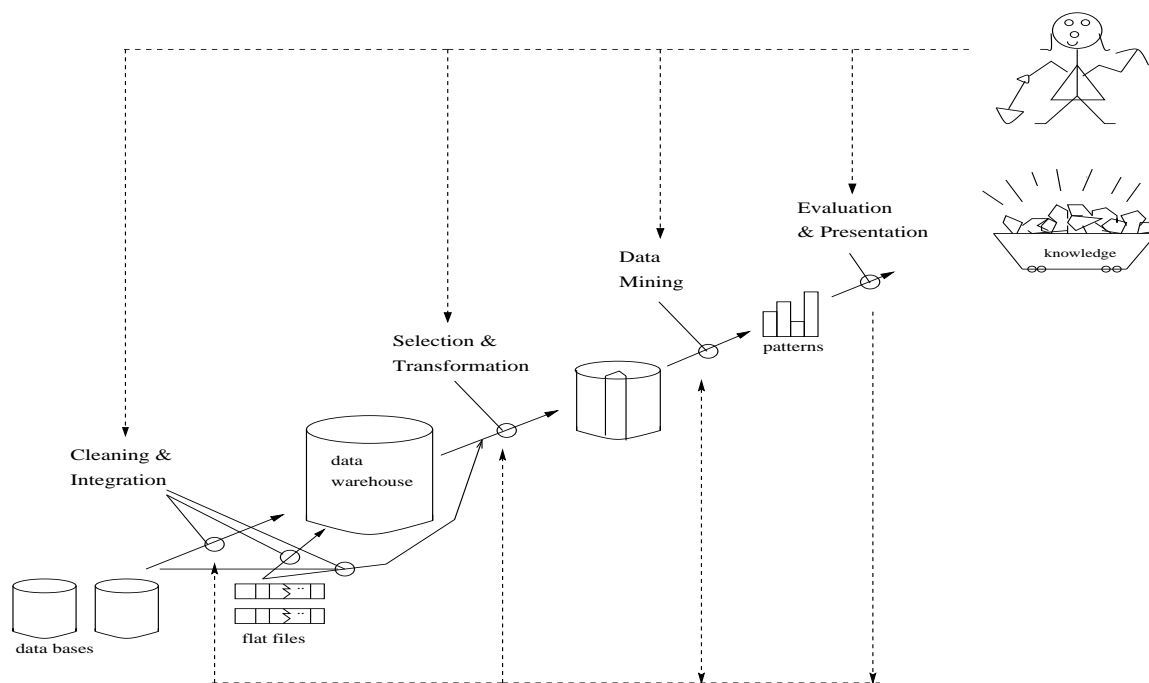 Evaluation
& Presentation
knowledge
Data
Mining
patterns
Selection &
Transformation
data
warehouse
Cleaning &
Integration
data bases
flat files